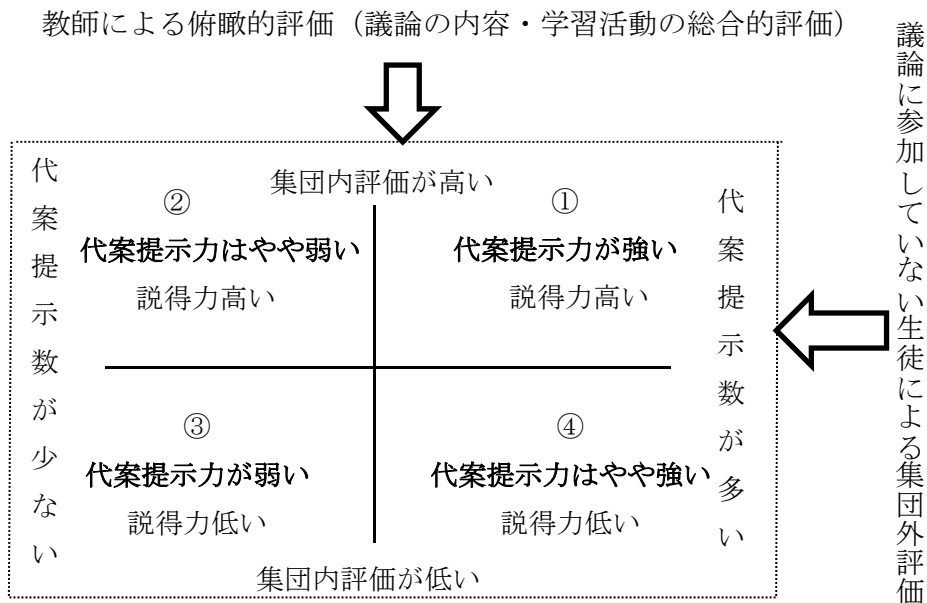 教師による俯瞰的評価（議論の内容・学習活動の総合的評価）
議論に参加していない生徒による集団外評価
集団内評価が高い
代案提示数が少ない
②
代案提示力はやや弱い
説得力高い
①
代案提示力が強い
説得力高い
代案提示数が多い
③
代案提示力が弱い
説得力低い
④
代案提示力はやや強い
説得力低い
集団内評価が低い